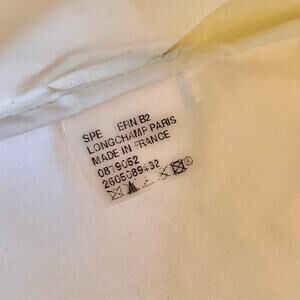 SPE ERN B2
LONGCHAMP PARIS
MADE IN FRANCE
0819052
2605089432